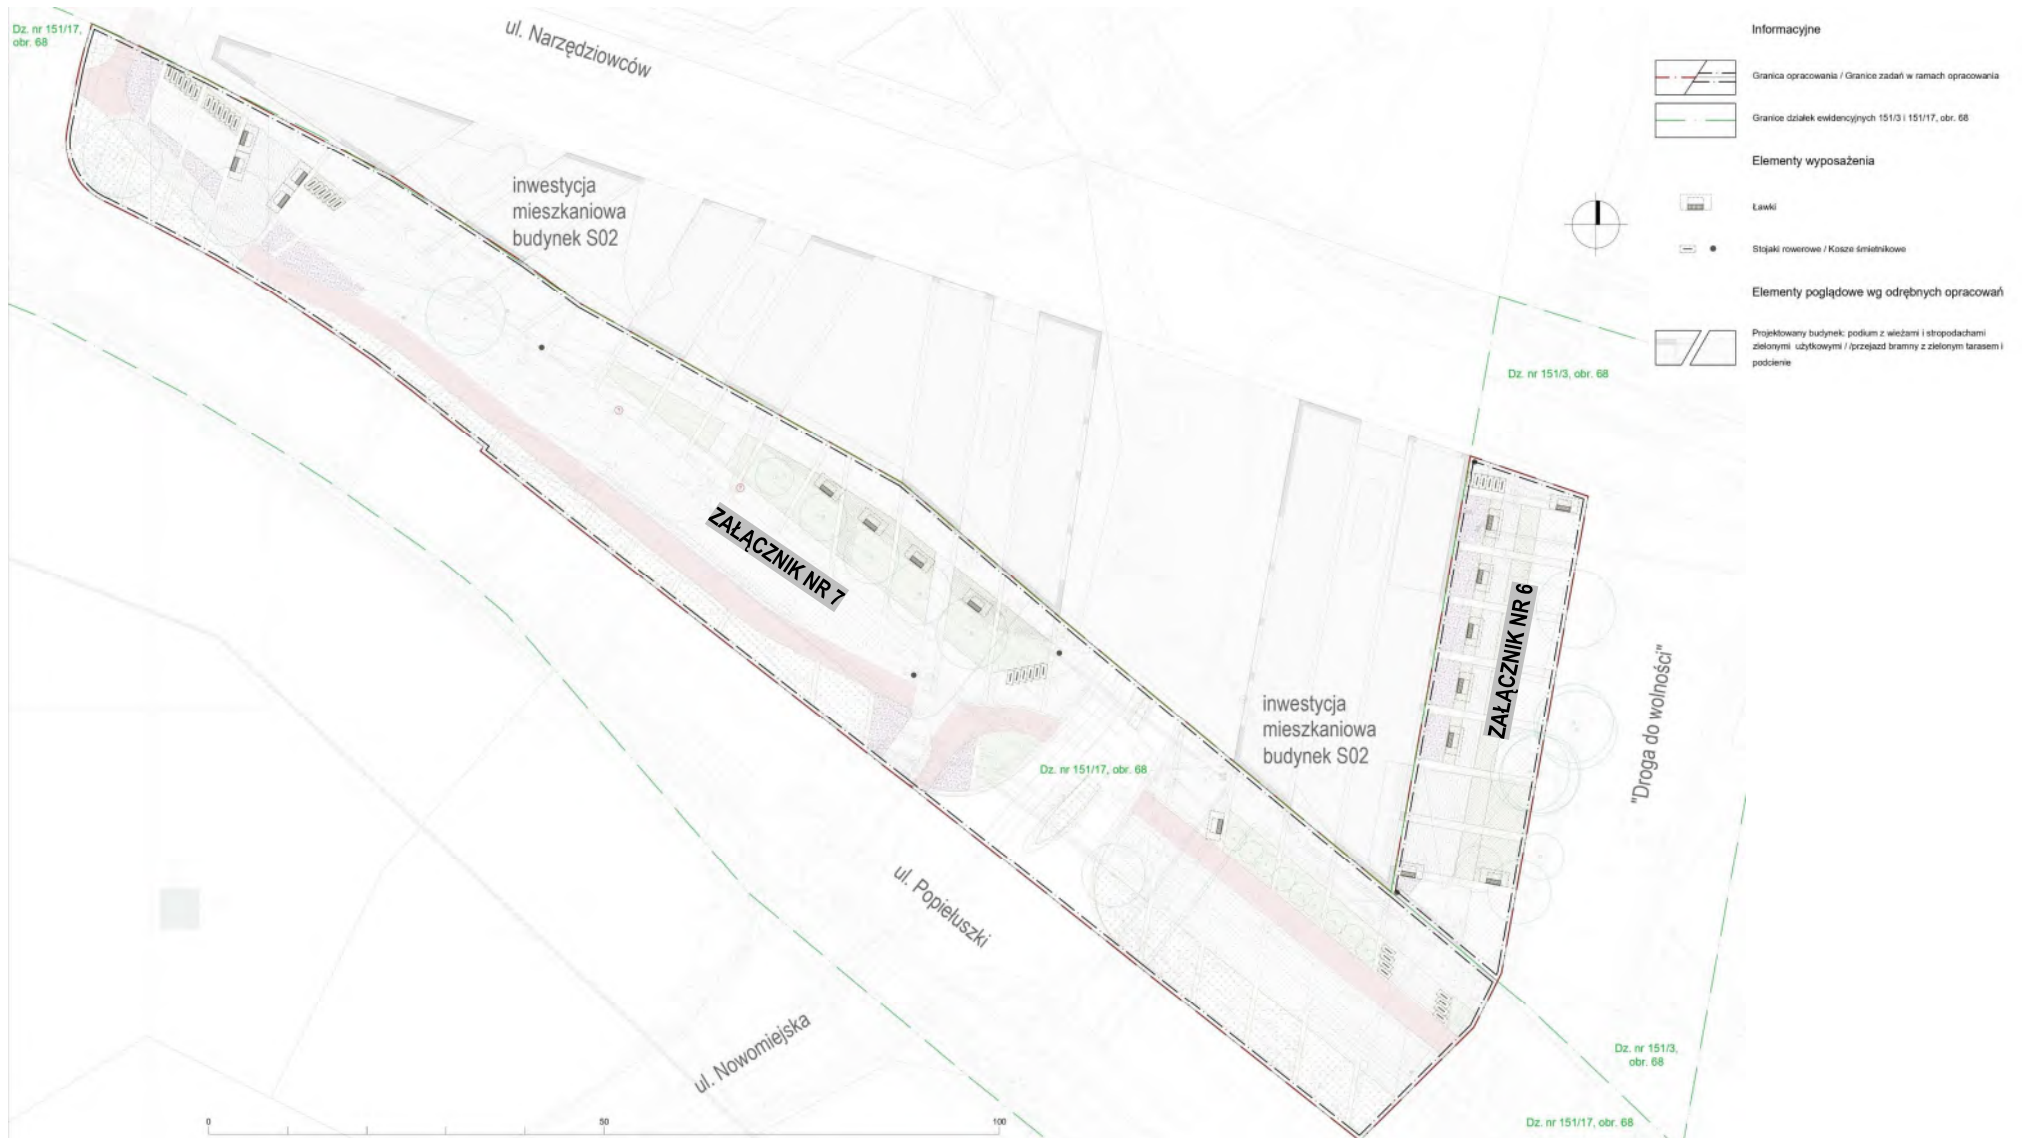 Dz. nr 151/17,
obr. 68
ul. Narzędziowców
inwestycja
mieszkaniowa
budynek S02
ZAŁĄCZNIK NR 7
Dz. nr 151/3, obr. 68
ZAŁĄCZNIK NR 6
"Droga do wolności"
inwestycja
mieszkaniowa
budynek S02
Dz. nr 151/17, obr. 68
ul. Popiełuszki
ul. Nowomiejska
Dz. nr 151/3,
obr. 68
Dz. nr 151/17, obr. 68
0 50 100
Informacyjne
Granica opracowania / Granice zadań w ramach opracowania
Granice działek ewidencyjnych 151/3 i 151/17, obr. 68
Elementy wyposażenia
Ławki
Stojaki rowerowe / Kosze śmietnikowe
Elementy poglądowe wg odrębnych opracowań
Projektowany budynek: podium z wieżami i stropodachami
zielonymi użytkowymi / /przejazd bramny z zielonym tarasem i
podcienie